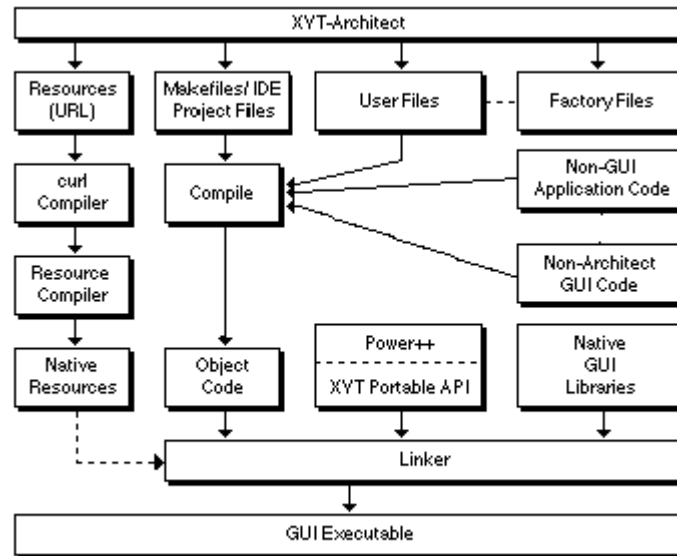 XYT-Architect
Resources
(URL)
Makefiles/ IDE
Project Files
User Files
Factory Files
curl
Compiler
Compile
Non-GUI
Application Code
Resource
Compiler
Non-Architect
GUI Code
Native
Resources
Object
Code
Power++
XYT Portable API
Native
GUI
Libraries
Linker
GUI Executable